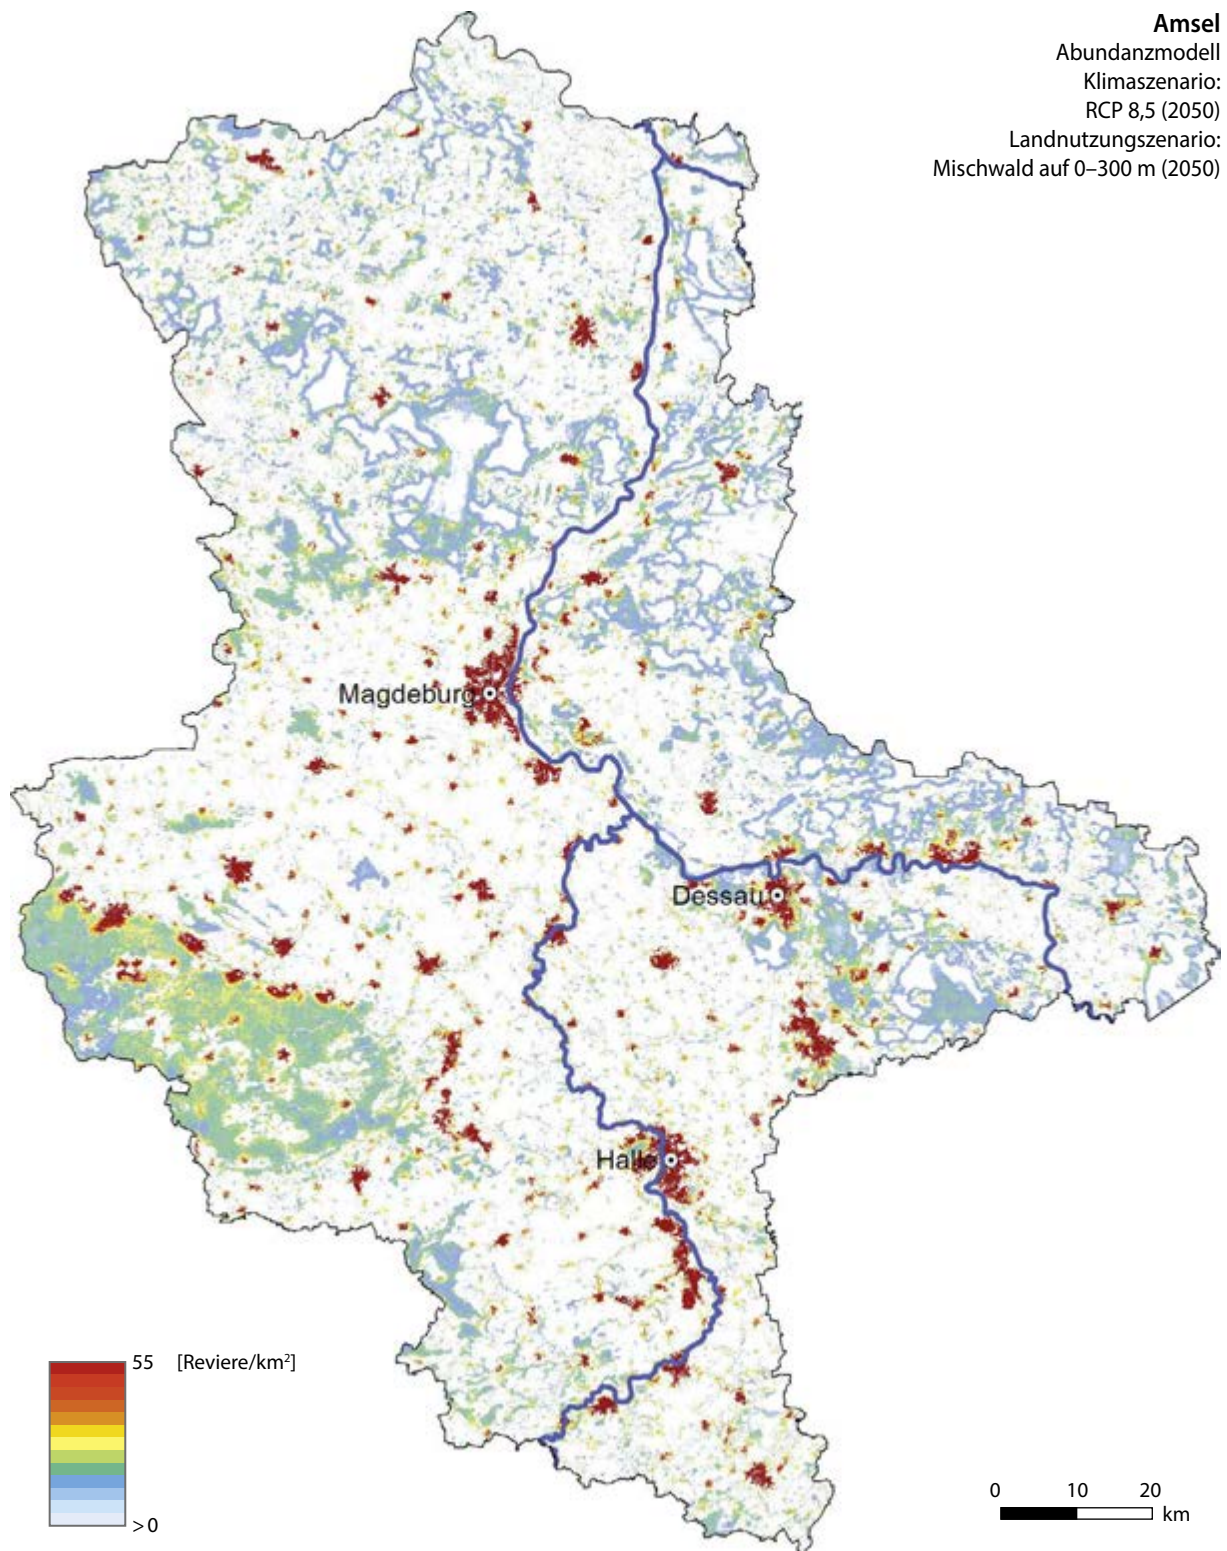 Amsel
Abundanzmodell
Klimaszenario:
RCP 8,5 (2050)
Landnutzungszenario:
Mischwald auf 0–300 m (2050)
Magdeburg
Dessau
Halle
55 [Reviere/km²]
>0
0 10 20
km